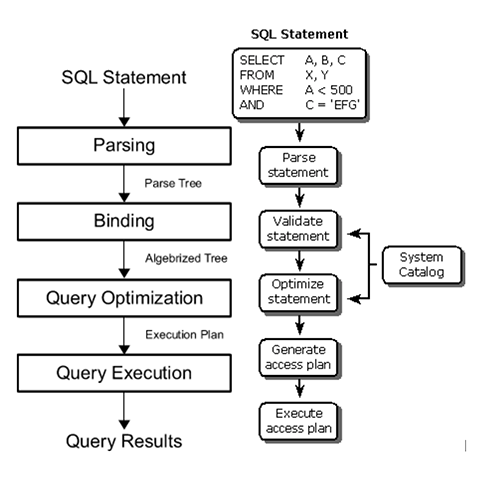 SQL Statement
Parsing
Parse Tree
Binding
Algebrized Tree
Query Optimization
Execution Plan
Query Execution
Query Results
SQL Statement
SELECT A, B, C
FROM X, Y
WHERE A < 500
AND C = 'EFG'
Parse
statement
Validate
statement
System
Catalog
Optimize
statement
Generate
access plan
Execute
access plan